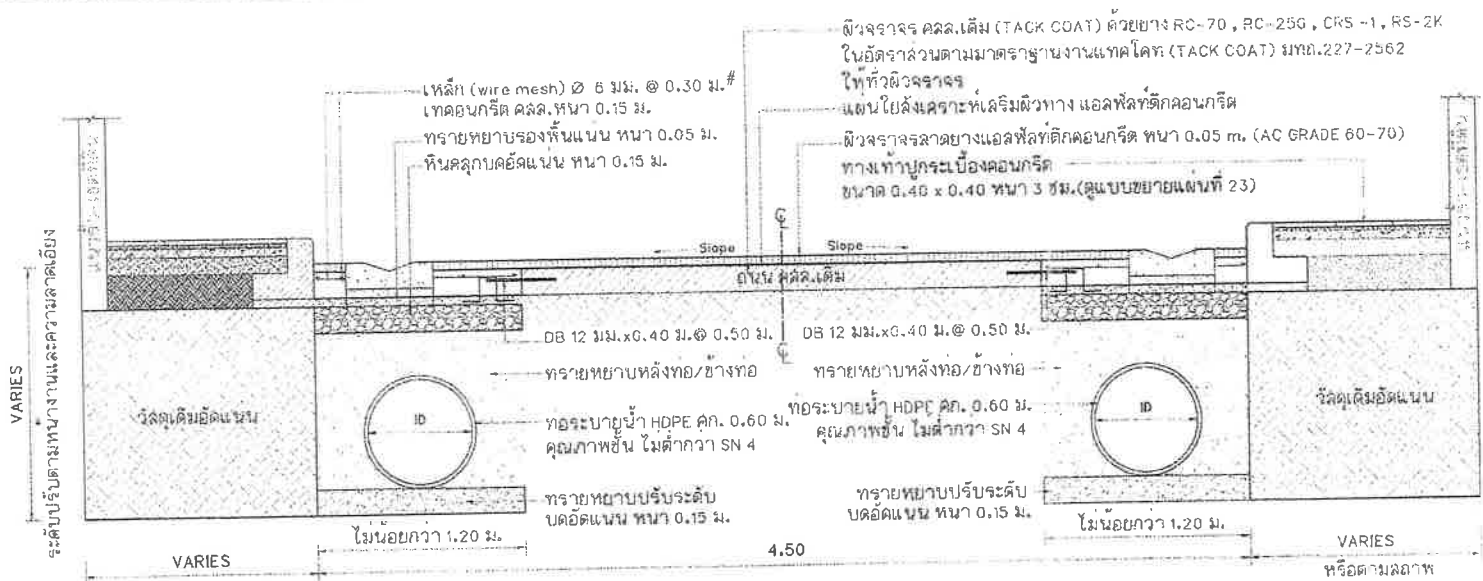 ผิวจราจร คสล.เดิม (TACK COAT) ด้วยยาง RC-70 , RC-250 , CRS -1, RS-2K
ในอัตราส่วนตามมาตราฐานงานแทคโคท (TACK COAT) มทถ.227-2562
ให้ทั่วผิวจราจร
แผ่นใยสังเคราะห์เสริมผิวทาง แอสฟัลท์ติกคอนกรีต
ผิวจราจรลาดยางแอสฟัลท์ติกคอนกรีต หนา 0.05 m. (AC GRADE 60-70)
ทางเท้าปูกระเบื้องคอนกรีต
ขนาด 0.40 x 0.40 หนา 3 ซม.(ดูแบบขยายแผ่นที่ 23)
เหล็ก (wire mesh) Ø 6 มม. @ 0.30 ม.#
เทคอนกรีต คสล.หนา 0.15 ม.
ทรายหยาบรองพื้นแน่น หนา 0.05 ม.
หินคลุกบดอัดแน่น หนา 0.15 ม.
Slope
Slope
ถนน คสล.เดิม
DB 12 มม.x0.40 ม.@ 0.50 ม.
DB 12 มม.x0.40 ม.@ 0.50 ม.
ทรายหยาบหลังท่อ/ข้างท่อ
ทรายหยาบหลังท่อ/ข้างท่อ
วัสดุเดิมอัดแน่น
ID
ท่อระบายน้ำ HDPE ศก. 0.60 ม.
คุณภาพชั้น ไม่ต่ำกว่า SN 4
ท่อระบายน้ำ HDPE ศก. 0.60 ม.
คุณภาพชั้น ไม่ต่ำกว่า SN 4
ID
วัสดุเดิมอัดแน่น
ทรายหยาบปรับระดับ
บดอัดแน่น หนา 0.15 ม.
ทรายหยาบปรับระดับ
บดอัดแน่น หนา 0.15 ม.
VARIES
ระดับปรับตามหน้างานและความลาดเอียง
ไม่น้อยกว่า 1.20 ม.
ไม่น้อยกว่า 1.20 ม.
VARIES
4.50
VARIES
หรือตามสภาพ